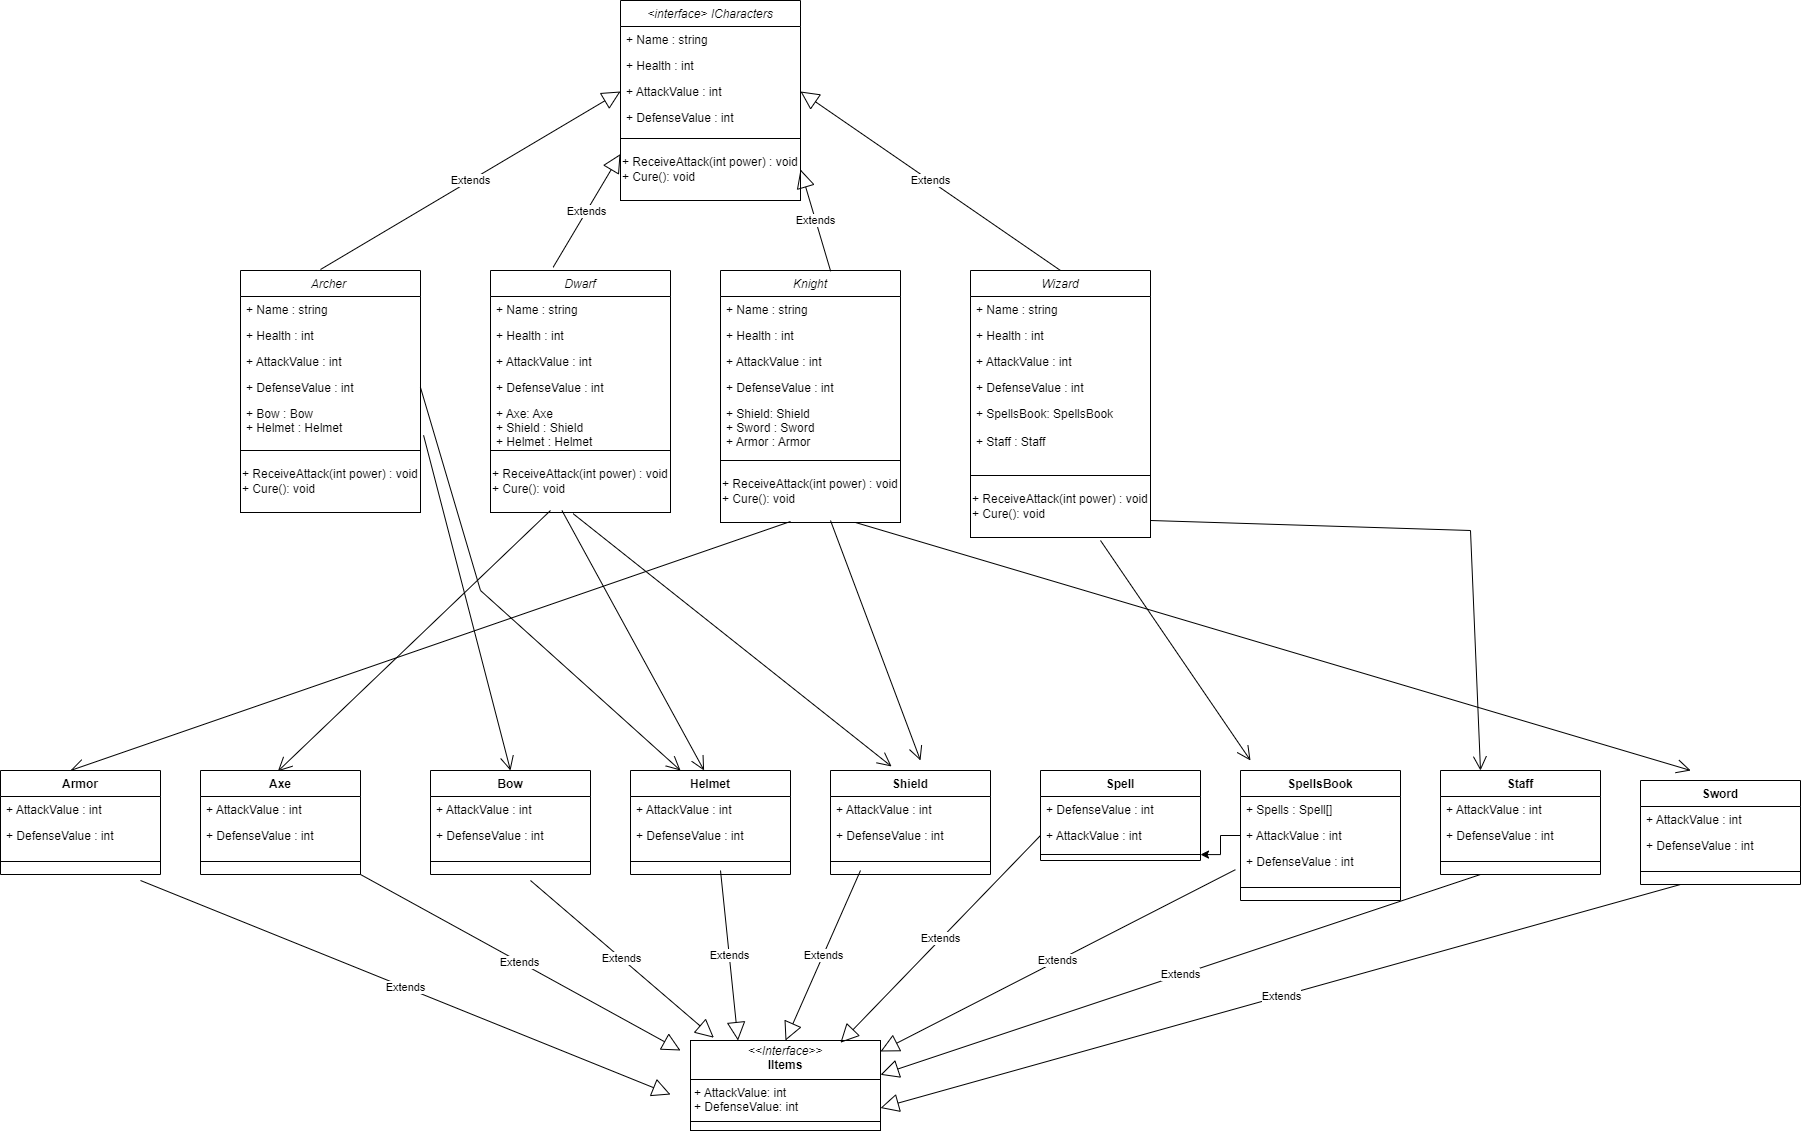 <interface> ICharacters
+ Name : string
+ Health : int
+ AttackValue : int
+ DefenseValue : int
+ ReceiveAttack(int power) : void
+ Cure(): void
Extends
Extends
Extends
Extends
Archer
+ Name : string
+ Health : int
+ AttackValue : int
+ DefenseValue : int
+ Bow : Bow
+ Helmet : Helmet
+ ReceiveAttack(int power) : void
+ Cure(): void
Dwarf
+ Name : string
+ Health : int
+ AttackValue : int
+ DefenseValue : int
+ Axe: Axe
+ Shield : Shield
+ Helmet : Helmet
+ ReceiveAttack(int power) : void
+ Cure(): void
Knight
+ Name : string
+ Health : int
+ AttackValue : int
+ DefenseValue : int
+ Shield: Shield
+ Sword : Sword
+ Armor : Armor
+ ReceiveAttack(int power) : void
+ Cure(): void
Wizard
+ Name : string
+ Health : int
+ AttackValue : int
+ DefenseValue : int
+ SpellsBook: SpellsBook
+ Staff : Staff
+ ReceiveAttack(int power) : void
+ Cure(): void
Armor
+ AttackValue : int
+ DefenseValue : int
Axe
+ AttackValue : int
+ DefenseValue : int
Bow
+ AttackValue : int
+ DefenseValue : int
Helmet
+ AttackValue : int
+ DefenseValue : int
Shield
+ AttackValue : int
+ DefenseValue : int
Spell
+ DefenseValue : int
+ AttackValue : int
SpellsBook
+ Spells : Spell[]
+ AttackValue : int
+ DefenseValue : int
Staff
+ AttackValue : int
+ DefenseValue : int
Sword
+ AttackValue : int
+ DefenseValue : int
Extends
Extends
Extends
Extends
Extends
Extends
Extends
Extends
Extends
<<Interface>>
IItems
+ AttackValue: int
+ DefenseValue: int